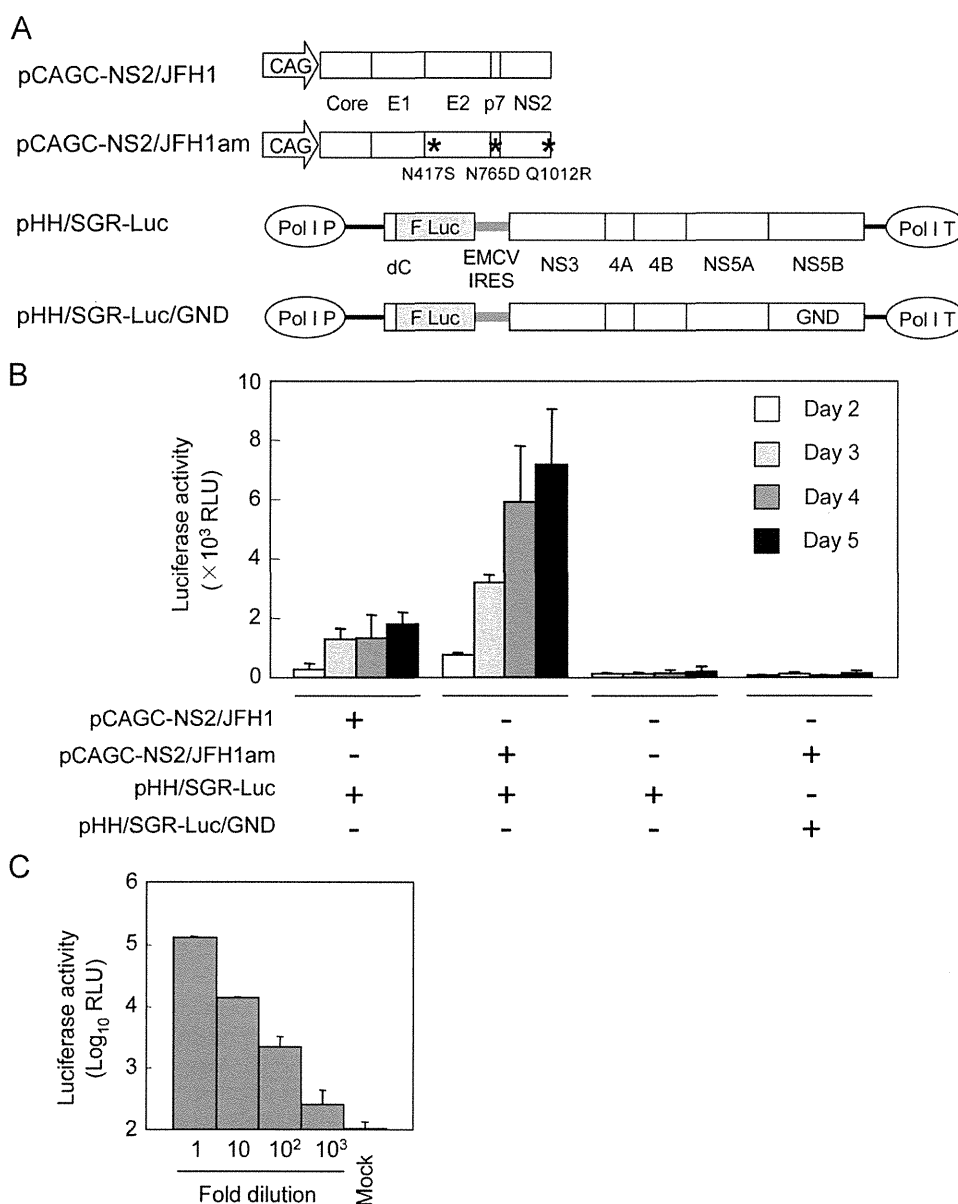 A
pCAGC-NS2/JFH1
CAG
Core E1 E2 p7 NS2
pCAGC-NS2/JFH1am
CAG
* * *
N417S N765D Q1012R
pHH/SGR-Luc
Pol I P
F Luc
Pol I T
dC
EMCV
IRES
NS3 4A 4B NS5A NS5B
pHH/SGR-Luc/GND
Pol I P
F Luc
GND
Pol I T
B
Luciferase activity
(×10³ RLU)
10
8
6
4
2
0
Day 2
Day 3
Day 4
Day 5
pCAGC-NS2/JFH1 + - - -
pCAGC-NS2/JFH1am - + - +
pHH/SGR-Luc + + + -
pHH/SGR-Luc/GND - - - +
C
Luciferase activity
(Log₁₀ RLU)
6
5
4
3
2
1 10 10² 10³ Mock
Fold dilution